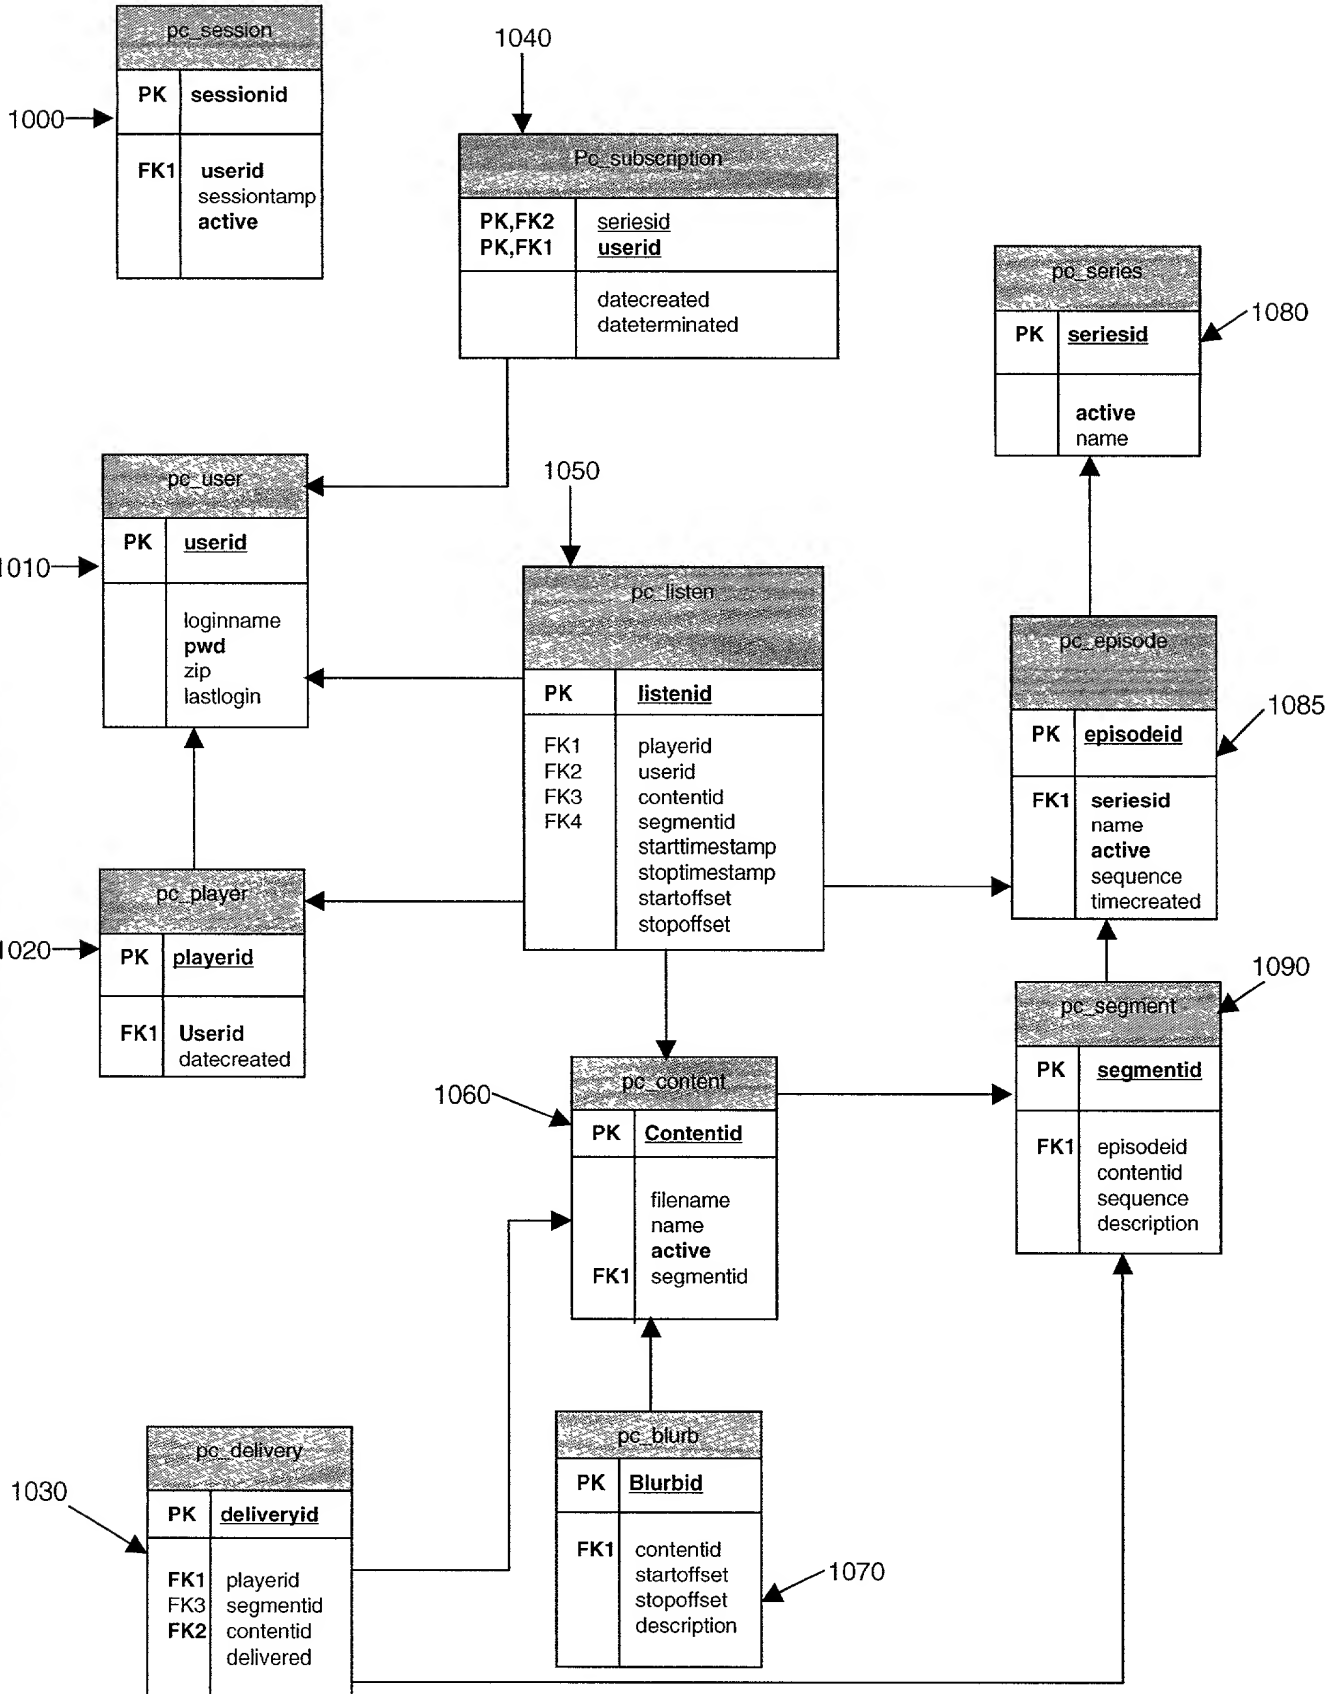 pc_session
PK sessionid
1000
FK1 userid
sessiontamp
active
1040
Pc_subscription
PK,FK2 seriesid
PK,FK1 userid
datecreated
dateterminated
pc_series
1080
PK seriesid
active
name
pc_user
PK userid
1010
loginname
pwd
zip
lastlogin
1050
pc_listen
PK listenid
FK1 playerid
FK2 userid
FK3 contentid
FK4 segmentid
starttimestamp
stoptimestamp
startoffset
stopoffset
pc_episode
1085
PK episodeid
FK1 seriesid
name
active
sequence
timecreated
pc_player
1020
PK playerid
FK1 Userid
datecreated
1090
pc_segment
PK segmentid
FK1 episodeid
contentid
sequence
description
pc_content
1060
PK Contentid
filename
name
active
FK1 segmentid
pc_blurb
PK Blurbid
FK1 contentid
startoffset
stopoffset
description
1070
pc_delivery
1030
PK deliveryid
FK1 playerid
FK3 segmentid
FK2 contentid
delivered